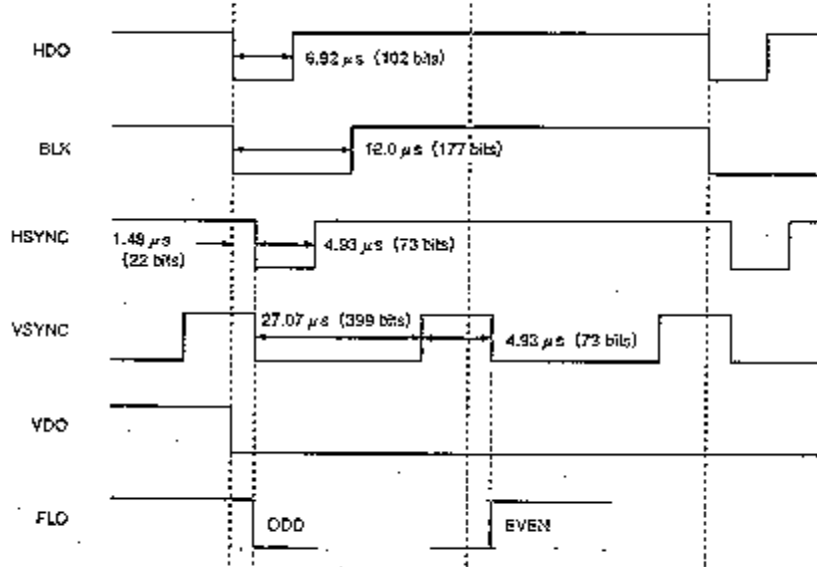 HDO
6.92 μs (102 bits)
BLK
12.0 μs (177 bits)
HSYNC
1.49 μs
(22 bits)
4.93 μs (73 bits)
VSYNC
27.07 μs (399 bits)
4.93 μs (73 bits)
VDO
FLD
ODD
EVEN